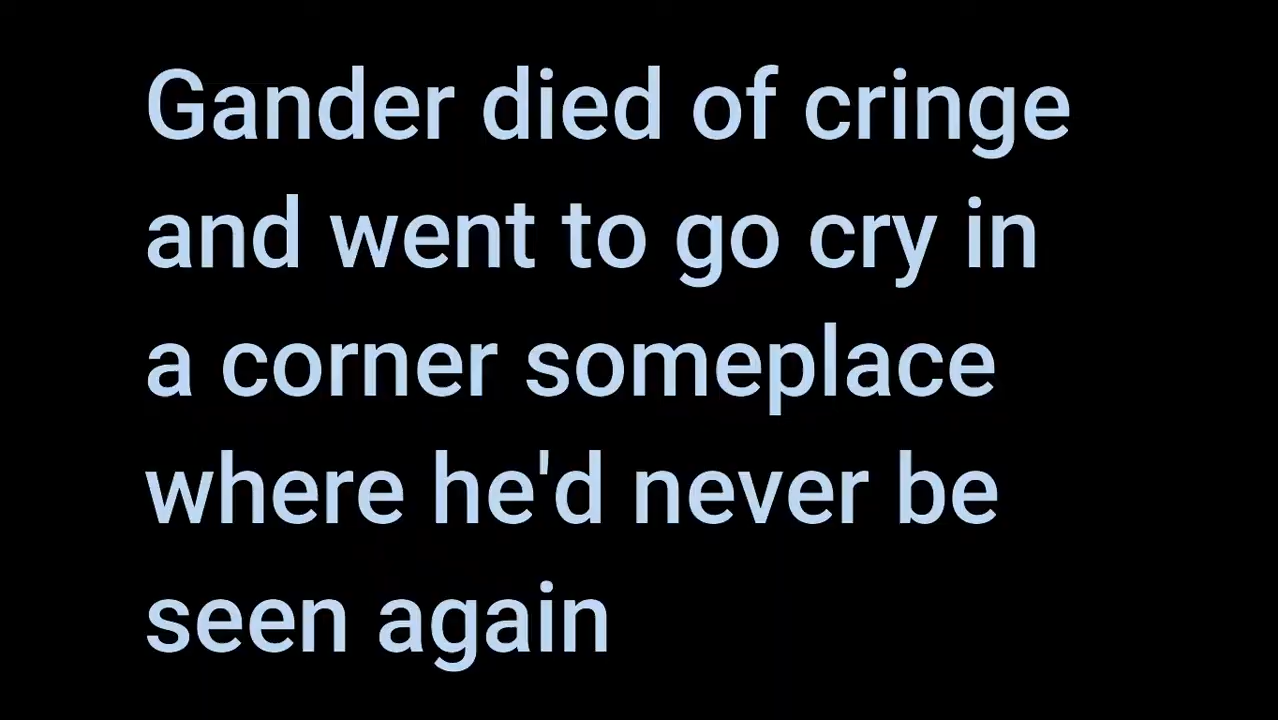 Gander died of cringe
and went to go cry in
a corner someplace
where he'd never be
seen again